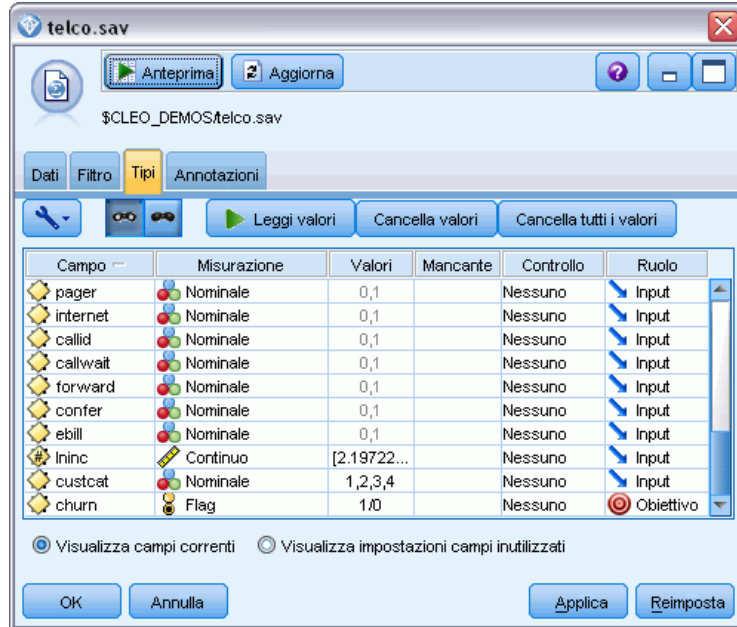 telco.sav
Anteprima Aggiorna
$CLEO_DEMOS/telco.sav
Dati Filtro Tipi Annotazioni
Leggi valori Cancella valori Cancella tutti i valori
Campo Misurazione Valori Mancante Controllo Ruolo
pager Nominale 0,1 Nessuno Input
internet Nominale 0,1 Nessuno Input
callid Nominale 0,1 Nessuno Input
callwait Nominale 0,1 Nessuno Input
forward Nominale 0,1 Nessuno Input
confer Nominale 0,1 Nessuno Input
ebill Nominale 0,1 Nessuno Input
lninc Continuo [2.19722... Nessuno Input
custcat Nominale 1,2,3,4 Nessuno Input
churn Flag 1/0 Nessuno Obiettivo
Visualizza campi correnti Visualizza impostazioni campi inutilizzati
OK Annulla Applica Reimposta